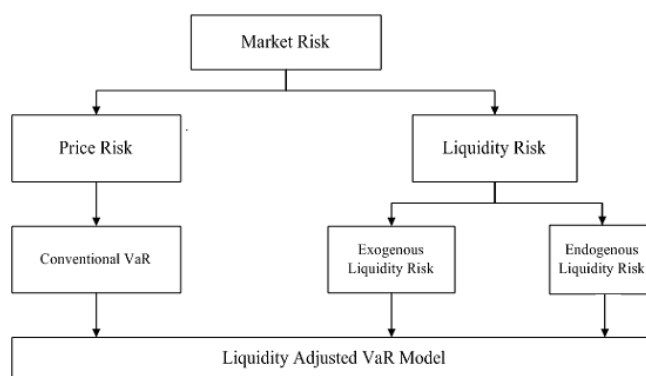 Market Risk
Price Risk
Liquidity Risk
Conventional VaR
Exogenous
Liquidity Risk
Endogenous
Liquidity Risk
Liquidity Adjusted VaR Model